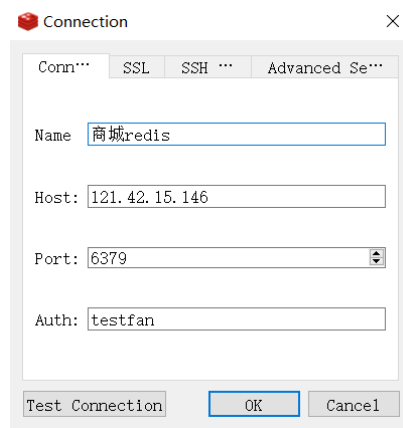 Connection
Conn… SSL SSH … Advanced Se…
Name 商城redis
Host: 121.42.15.146
Port: 6379
Auth: testfan
Test Connection OK Cancel